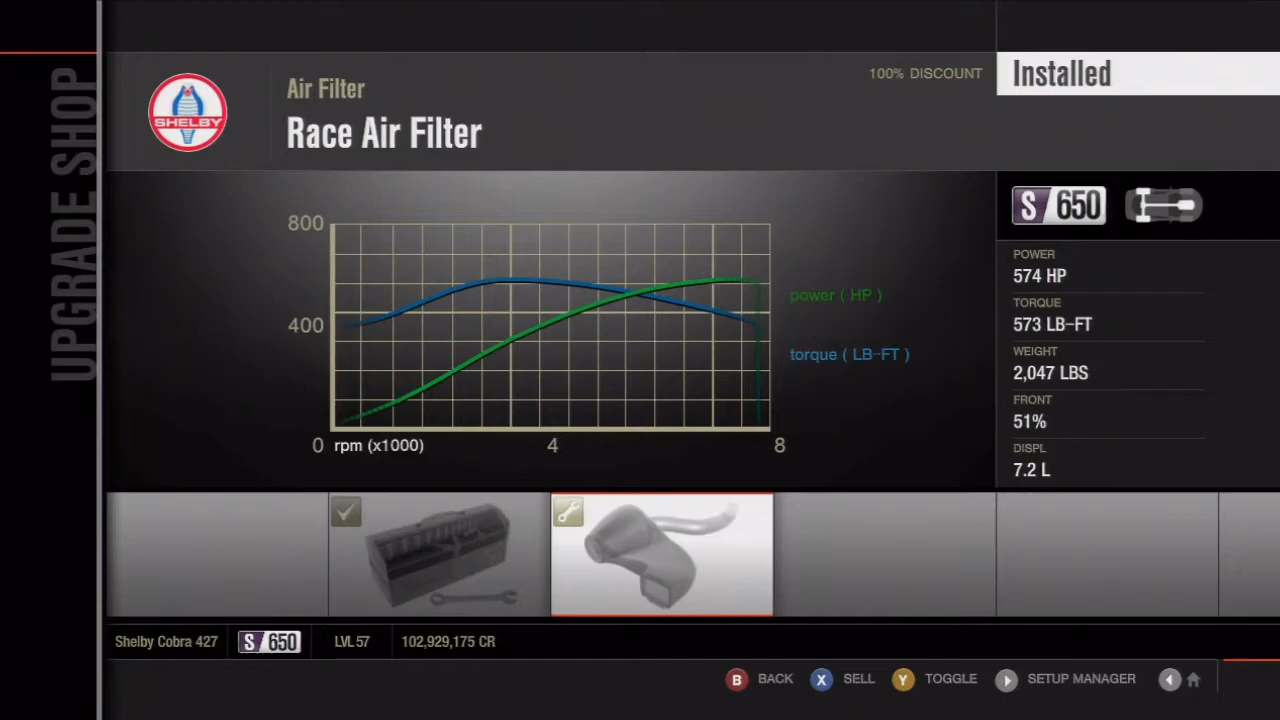 UPGRADE SHOP
SHELBY
Air Filter
Race Air Filter
100% DISCOUNT
Installed
S 650
POWER
574 HP
TORQUE
573 LB-FT
WEIGHT
2,047 LBS
FRONT
51%
DISPL
7.2 L
800
400
0 rpm (x1000) 4 8
power ( HP )
torque ( LB-FT )
Shelby Cobra 427 S 650 LVL 57 102,929,175 CR
B BACK X SELL Y TOGGLE SETUP MANAGER